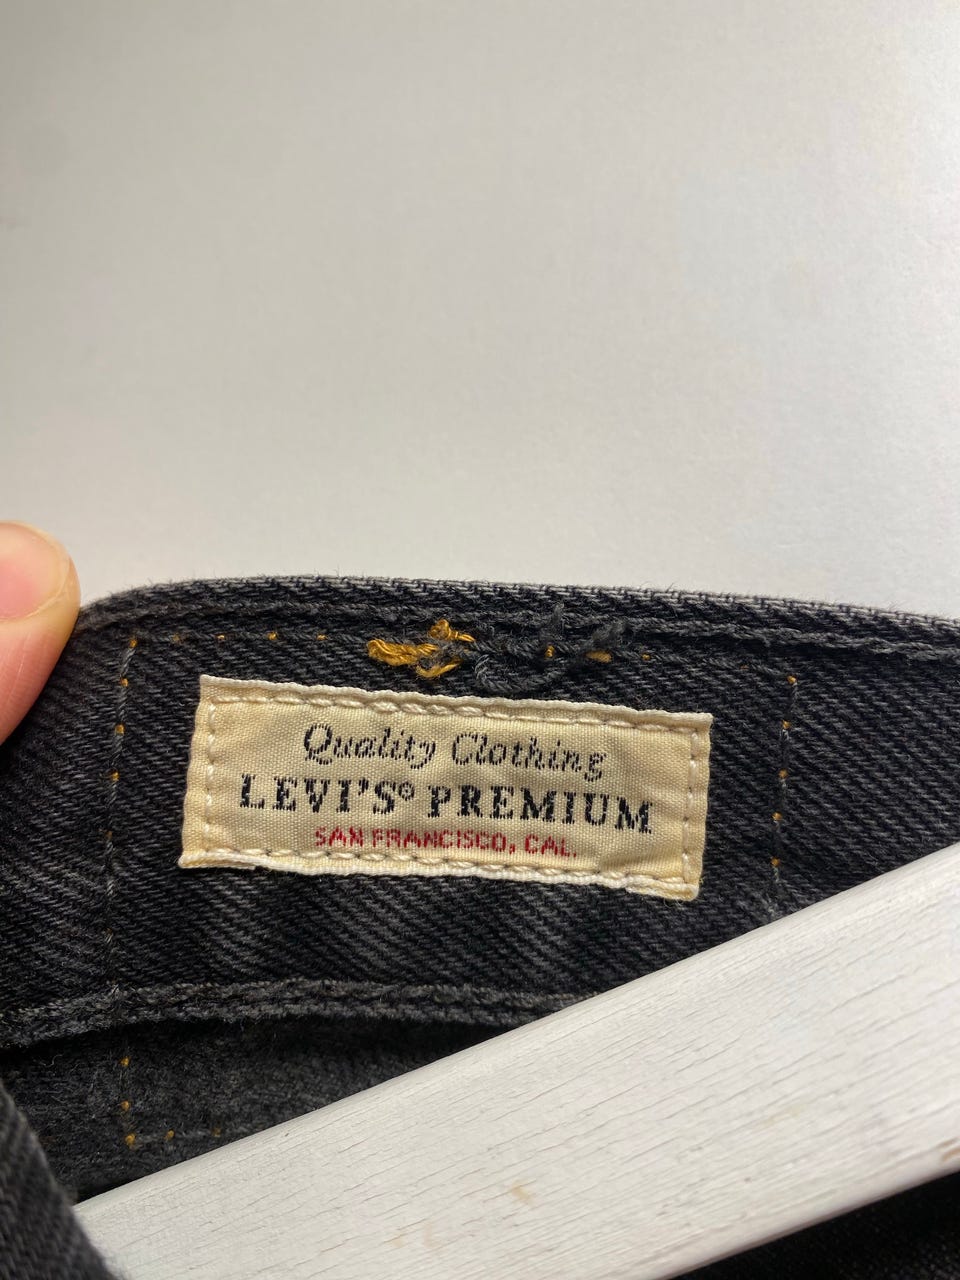 Quality Clothing
LEVI'S® PREMIUM
SAN FRANCISCO, CAL.